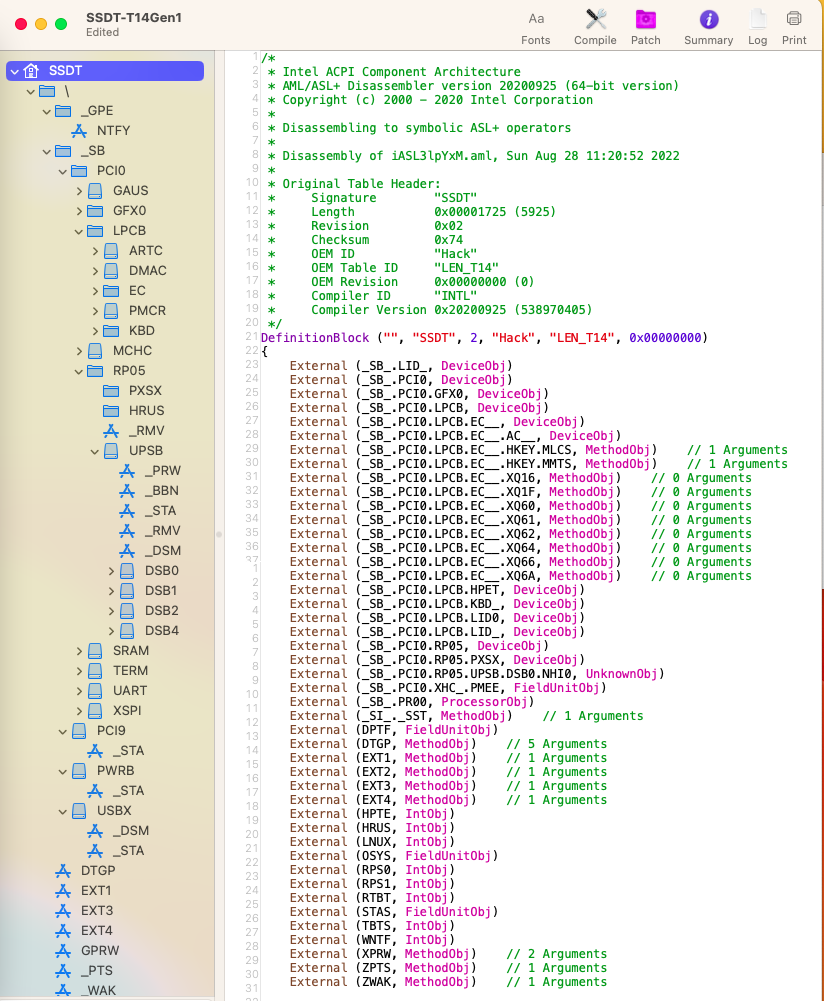 SSDT-T14Gen1
Edited
Aa
Fonts
Compile
Patch
Summary
Log
Print
SSDT
\
_GPE
NTFY
_SB
PCI0
GAUS
GFX0
LPCB
ARTC
DMAC
EC
PMCR
KBD
MCHC
RP05
PXSX
HRUS
_RMV
UPSB
_PRW
_BBN
_STA
_RMV
_DSM
DSB0
DSB1
DSB2
DSB4
SRAM
TERM
UART
XSPI
PCI9
_STA
PWRB
_STA
USBX
_DSM
_STA
DTGP
EXT1
EXT3
EXT4
GPRW
_PTS
_WAK
1 /*
2 * Intel ACPI Component Architecture
3 * AML/ASL+ Disassembler version 20200925 (64-bit version)
4 * Copyright (c) 2000 - 2020 Intel Corporation
5 *
6 * Disassembling to symbolic ASL+ operators
7 *
8 * Disassembly of iASL3lpYxM.aml, Sun Aug 28 11:20:52 2022
9 *
10 * Original Table Header:
11 * Signature "SSDT"
12 * Length 0x00001725 (5925)
13 * Revision 0x02
14 * Checksum 0x74
15 * OEM ID "Hack"
16 * OEM Table ID "LEN_T14"
17 * OEM Revision 0x00000000 (0)
18 * Compiler ID "INTL"
19 * Compiler Version 0x20200925 (538970405)
20 */
21 DefinitionBlock ("", "SSDT", 2, "Hack", "LEN_T14", 0x00000000)
22 {
23 External (_SB_.LID_, DeviceObj)
24 External (_SB_.PCI0, DeviceObj)
25 External (_SB_.PCI0.GFX0, DeviceObj)
26 External (_SB_.PCI0.LPCB, DeviceObj)
27 External (_SB_.PCI0.LPCB.EC__, DeviceObj)
28 External (_SB_.PCI0.LPCB.EC__.AC__, DeviceObj)
29 External (_SB_.PCI0.LPCB.EC__.HKEY.MLCS, MethodObj) // 1 Arguments
30 External (_SB_.PCI0.LPCB.EC__.HKEY.MMTS, MethodObj) // 1 Arguments
31 External (_SB_.PCI0.LPCB.EC__.XQ16, MethodObj) // 0 Arguments
32 External (_SB_.PCI0.LPCB.EC__.XQ1F, MethodObj) // 0 Arguments
33 External (_SB_.PCI0.LPCB.EC__.XQ60, MethodObj) // 0 Arguments
34 External (_SB_.PCI0.LPCB.EC__.XQ61, MethodObj) // 0 Arguments
35 External (_SB_.PCI0.LPCB.EC__.XQ62, MethodObj) // 0 Arguments
36 External (_SB_.PCI0.LPCB.EC__.XQ64, MethodObj) // 0 Arguments
37 External (_SB_.PCI0.LPCB.EC__.XQ66, MethodObj) // 0 Arguments
1 External (_SB_.PCI0.LPCB.EC__.XQ6A, MethodObj) // 0 Arguments
2 External (_SB_.PCI0.LPCB.HPET, DeviceObj)
3 External (_SB_.PCI0.LPCB.KBD_, DeviceObj)
4 External (_SB_.PCI0.LPCB.LID0, DeviceObj)
5 External (_SB_.PCI0.LPCB.LID_, DeviceObj)
6 External (_SB_.PCI0.RP05, DeviceObj)
7 External (_SB_.PCI0.RP05.PXSX, DeviceObj)
8 External (_SB_.PCI0.RP05.UPSB.DSB0.NHI0, UnknownObj)
9 External (_SB_.PCI0.XHC_.PMEE, FieldUnitObj)
10 External (_SB_.PR00, ProcessorObj)
11 External (_SI_._SST, MethodObj) // 1 Arguments
12 External (DPTF, FieldUnitObj)
13 External (DTGP, MethodObj) // 5 Arguments
14 External (EXT1, MethodObj) // 1 Arguments
15 External (EXT2, MethodObj) // 1 Arguments
16 External (EXT3, MethodObj) // 1 Arguments
17 External (EXT4, MethodObj) // 1 Arguments
18 External (HPTE, IntObj)
19 External (HRUS, IntObj)
20 External (LNUX, IntObj)
21 External (OSYS, FieldUnitObj)
22 External (RPS0, IntObj)
23 External (RPS1, IntObj)
24 External (RTBT, IntObj)
25 External (STAS, FieldUnitObj)
26 External (TBTS, IntObj)
27 External (WNTF, IntObj)
28 External (XPRW, MethodObj) // 2 Arguments
29 External (ZPTS, MethodObj) // 1 Arguments
30 External (ZWAK, MethodObj) // 1 Arguments
31